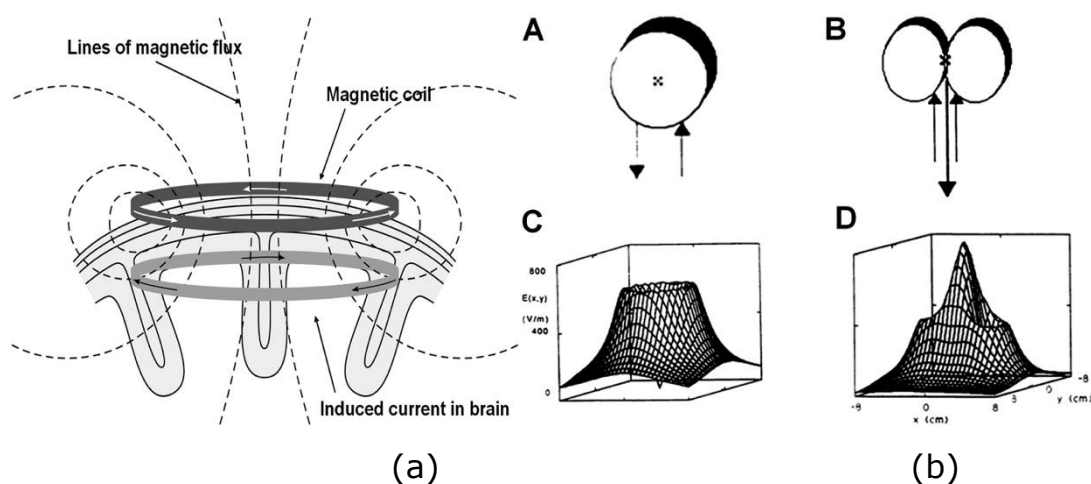 Lines of magnetic flux
Magnetic coil
Induced current in brain
(a)
A
B
C
800
E(x,y)
(V/m)
400
0
-8
0
x (cm)
8
D
8
0
-8
y (cm)
(b)